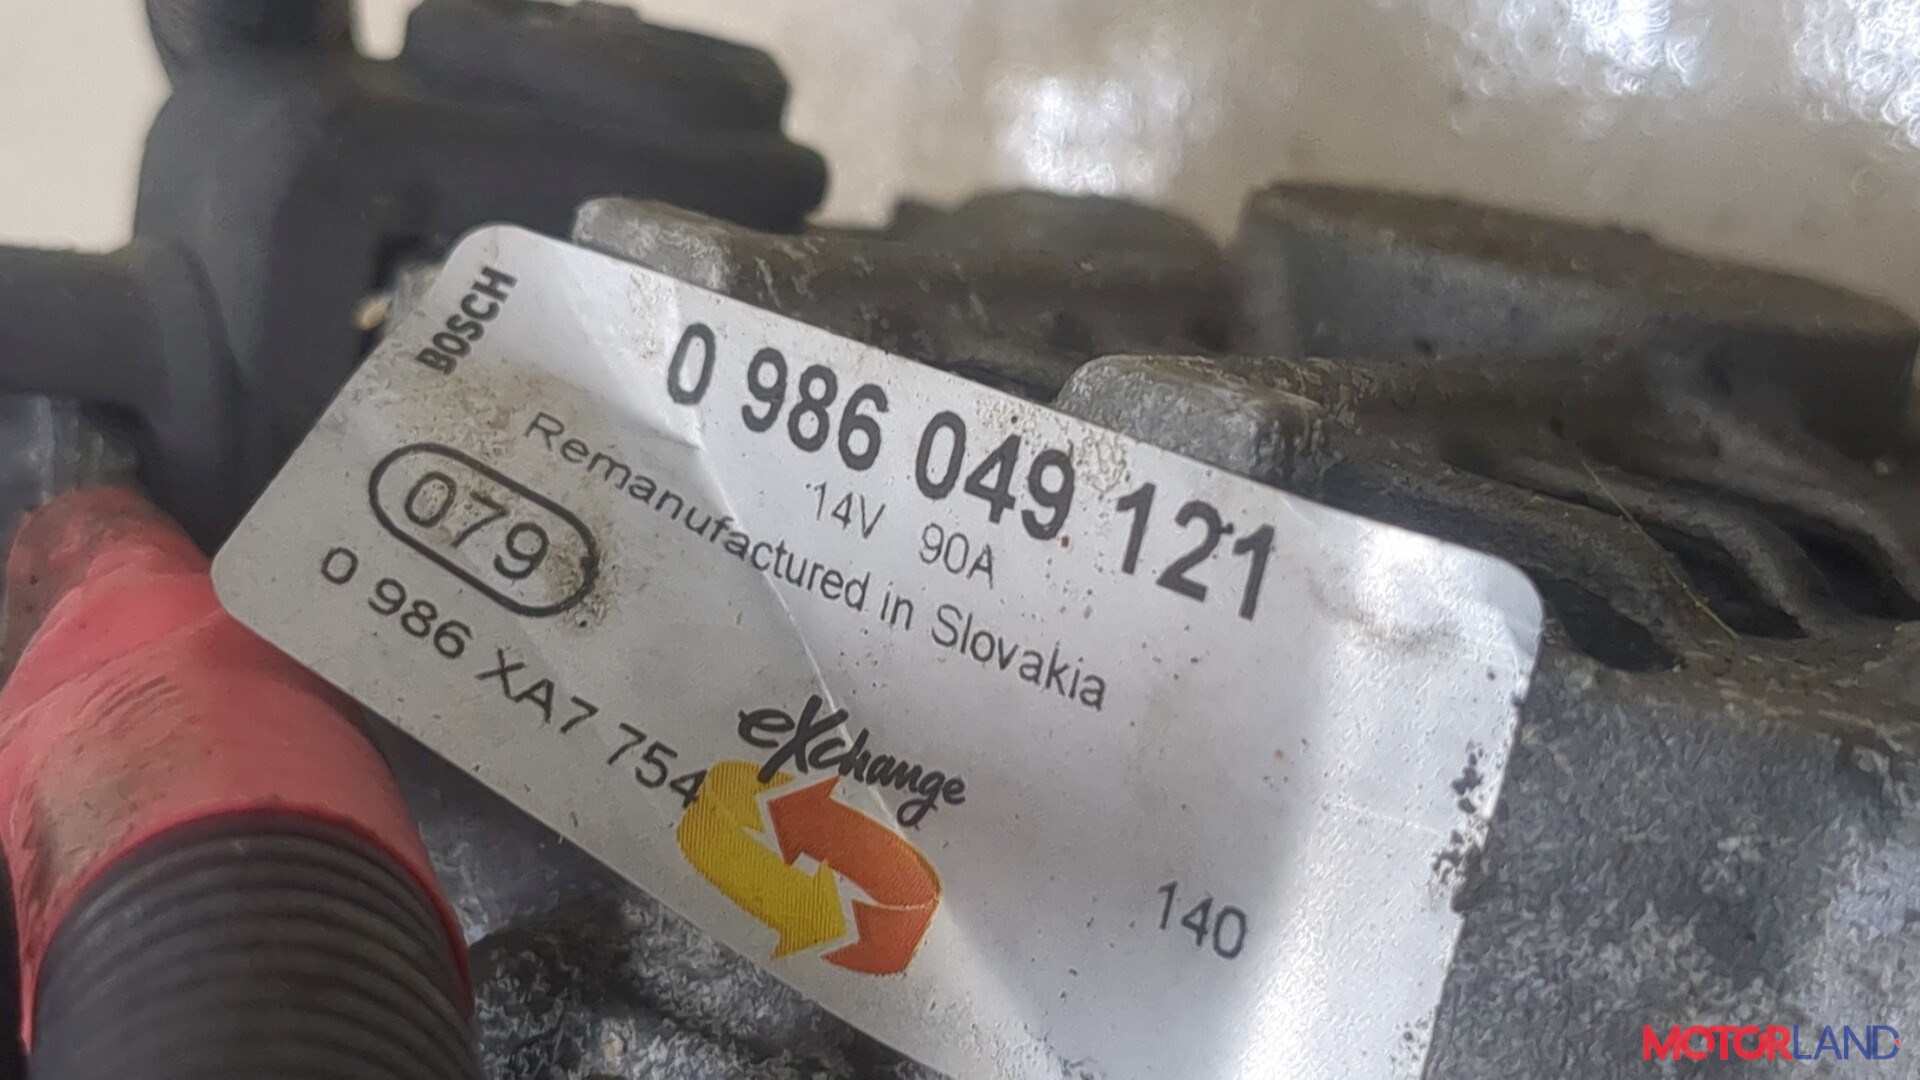 BOSCH
0 986 049 121
14V 90A
Remanufactured in Slovakia
079
0 986 XA7 754
eXchange
140
MOTORLAND